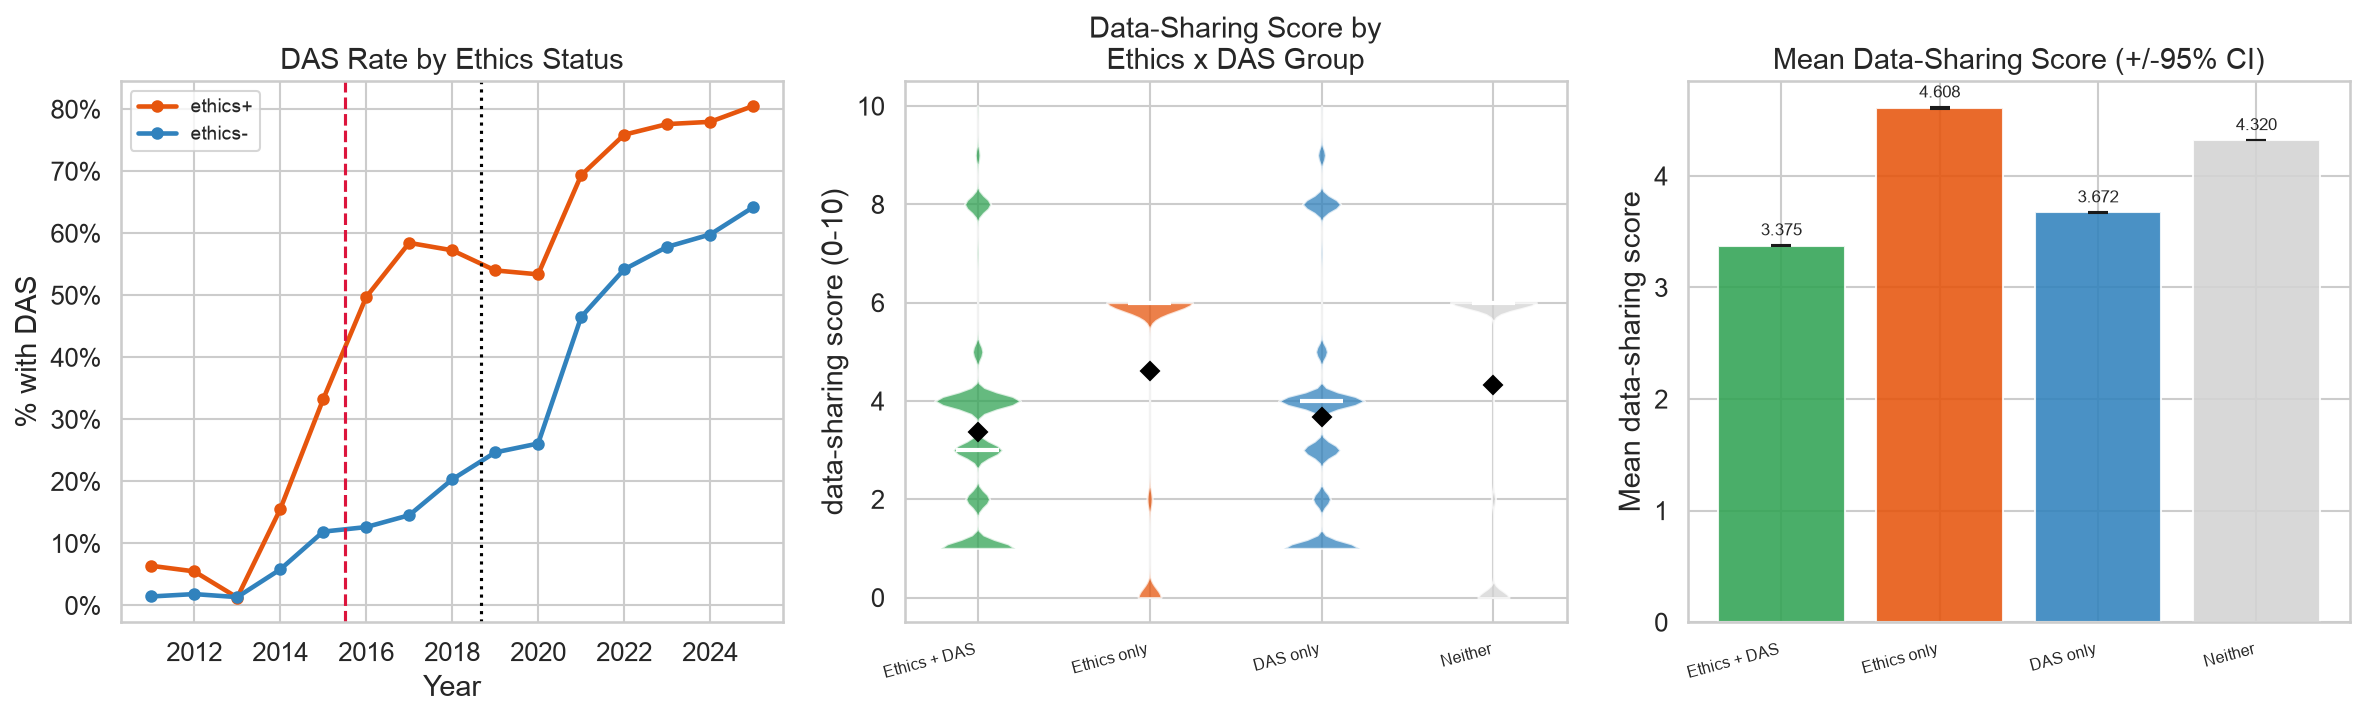 DAS Rate by Ethics Status
ethics+
ethics-
80%
70%
60%
50%
40%
30%
20%
10%
0%
% with DAS
2012 2014 2016 2018 2020 2022 2024
Year
Data-Sharing Score by
Ethics x DAS Group
10
8
6
4
2
0
data-sharing score (0-10)
Ethics + DAS Ethics only DAS only Neither
Mean Data-Sharing Score (+/-95% CI)
4.608
4.320
3.672
3.375
4
3
2
1
0
Mean data-sharing score
Ethics + DAS Ethics only DAS only Neither